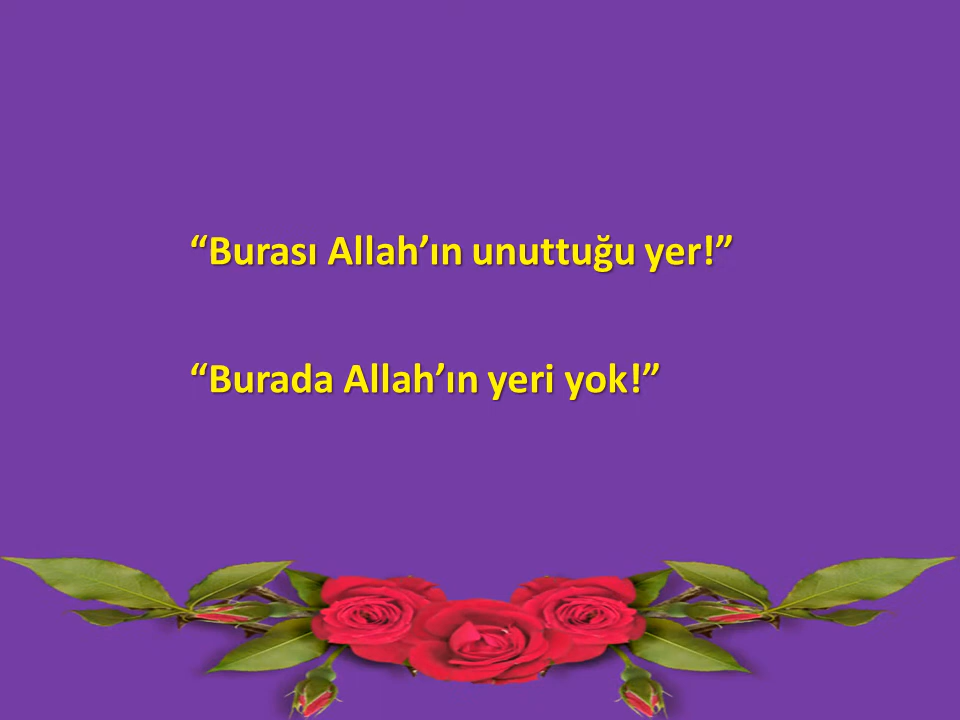 “Burası Allah’ın unuttuğu yer!”
“Burada Allah’ın yeri yok!”